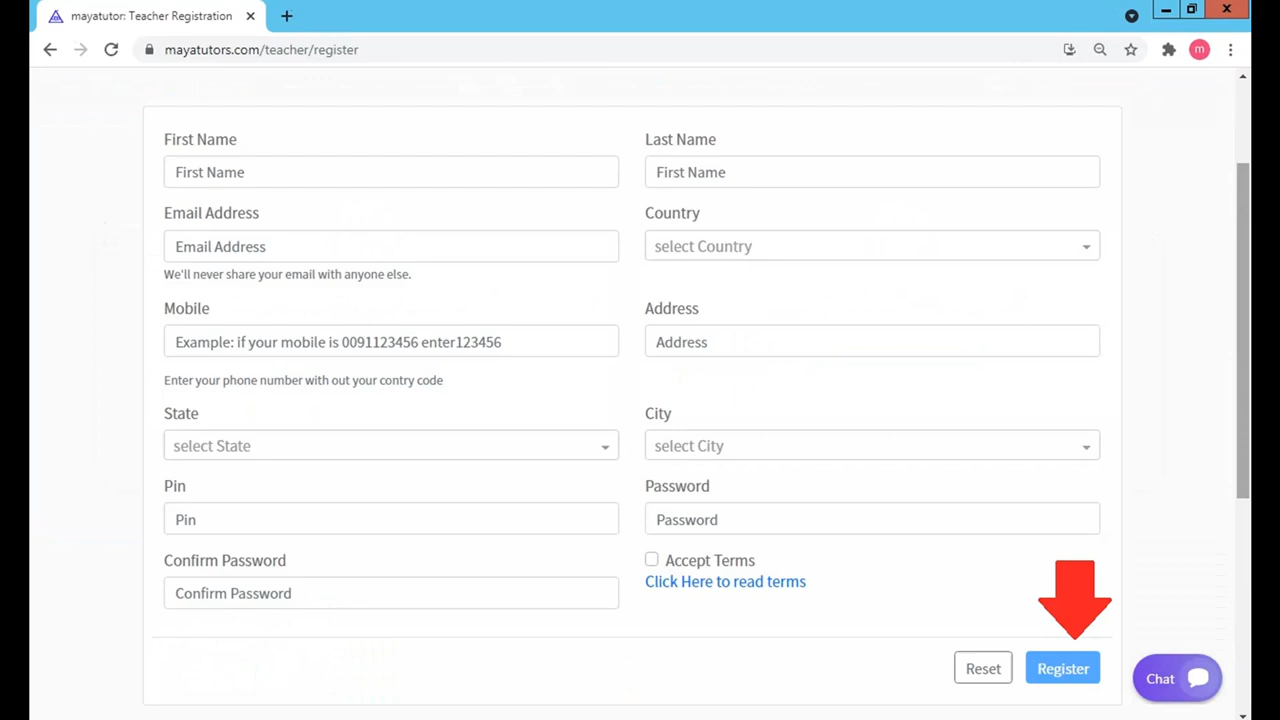 mayatutor: Teacher Registration
mayatutors.com/teacher/register
m
First Name
Last Name
First Name
First Name
Email Address
Country
Email Address
select Country
We'll never share your email with anyone else.
Mobile
Address
Example: if your mobile is 0091123456 enter123456
Address
Enter your phone number with out your contry code
State
City
select State
select City
Pin
Password
Pin
Password
Confirm Password
Accept Terms
Click Here to read terms
Confirm Password
Reset
Register
Chat